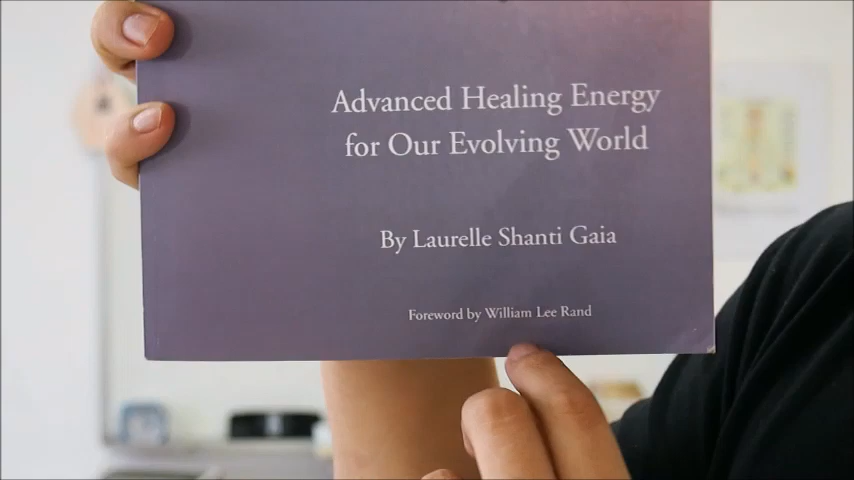 Advanced Healing Energy
for Our Evolving World
By Laurelle Shanti Gaia
Foreword by William Lee Rand